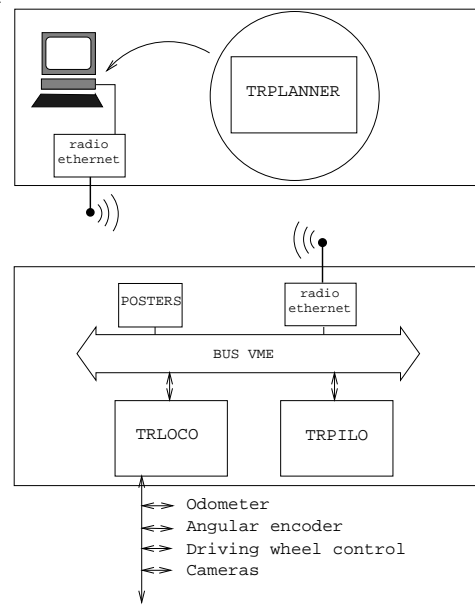 TRPLANNER
radio
ethernet
POSTERS
radio
ethernet
BUS VME
TRLOCO
TRPILO
Odometer
Angular encoder
Driving wheel control
Cameras